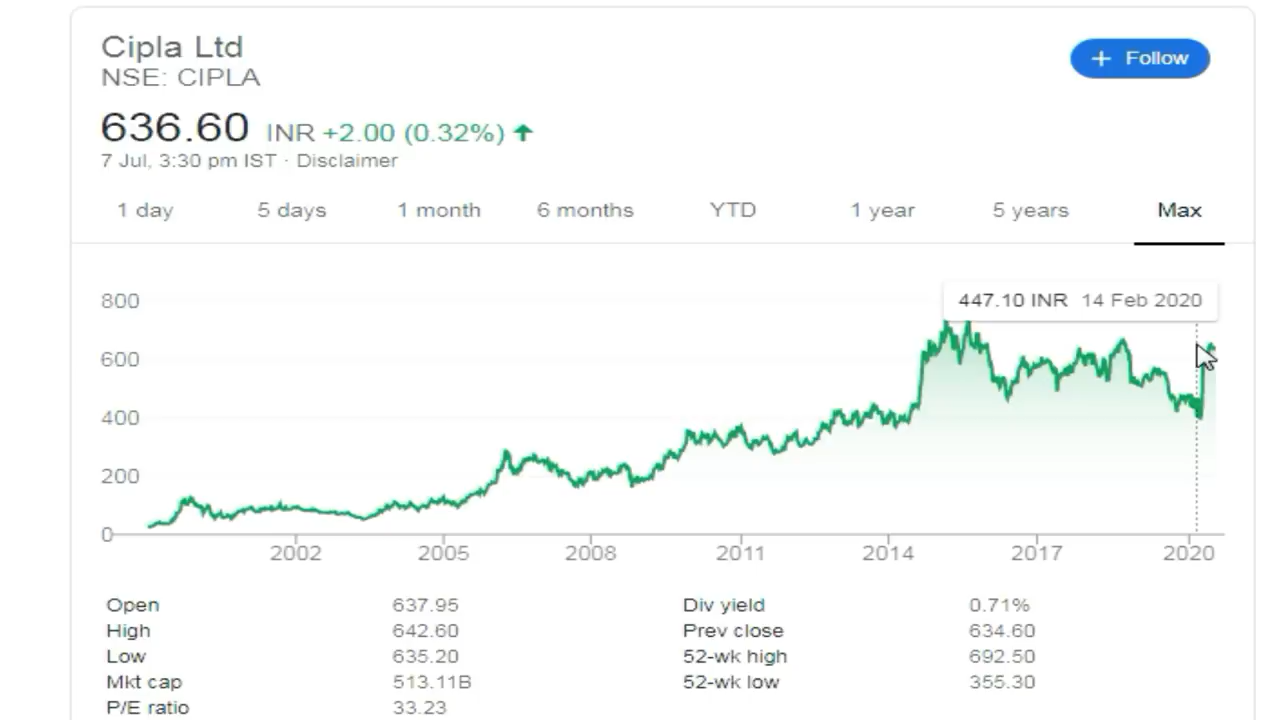 Cipla Ltd
NSE: CIPLA
+ Follow
636.60 INR +2.00 (0.32%)
7 Jul, 3:30 pm IST · Disclaimer
1 day 5 days 1 month 6 months YTD 1 year 5 years Max
447.10 INR 14 Feb 2020
800
600
400
200
0
2002 2005 2008 2011 2014 2017 2020
Open 637.95 Div yield 0.71%
High 642.60 Prev close 634.60
Low 635.20 52-wk high 692.50
Mkt cap 513.11B 52-wk low 355.30
P/E ratio 33.23